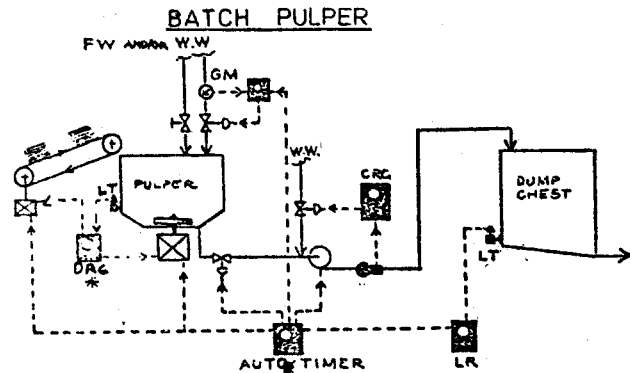 BATCH PULPER
FW AND/OR W.W
GM
W.W.
CRC
LT
PULPER
DUMP
CHEST
DRG
*
LT
AUTO TIMER
*
LR